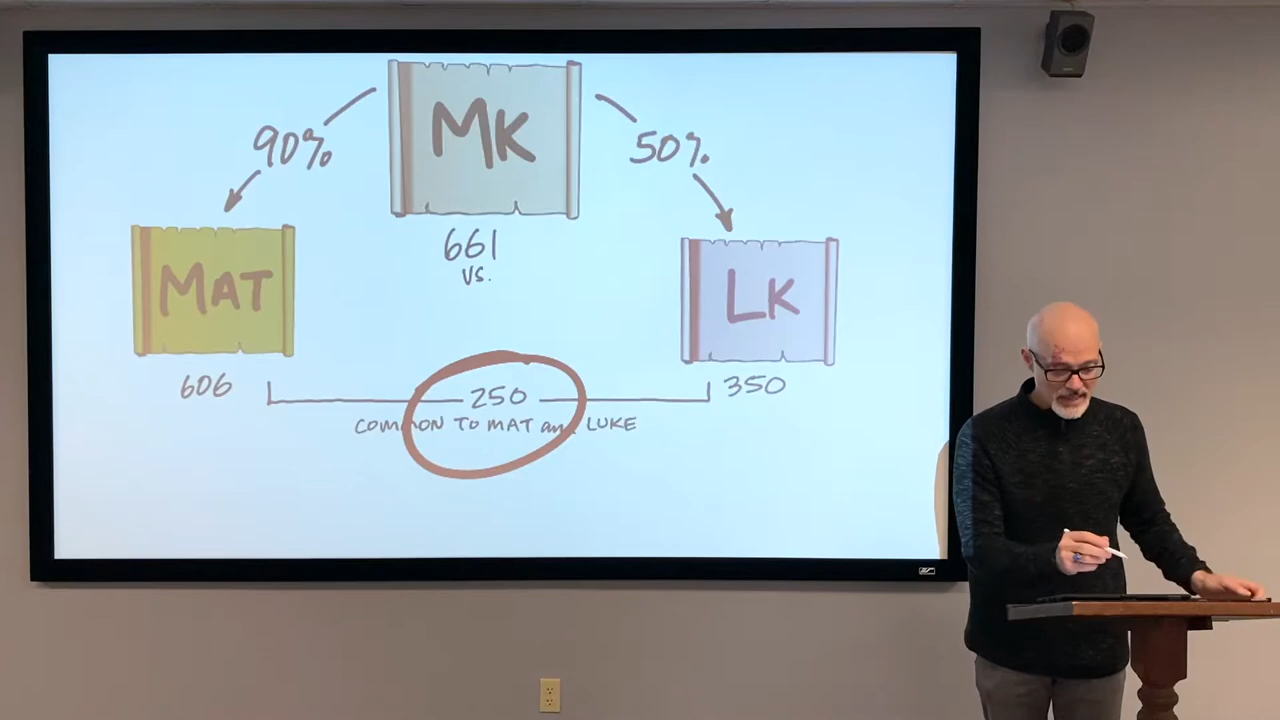 MK
90%
50%
661
vs.
MAT
LK
606
250
350
COMMON TO MAT and LUKE